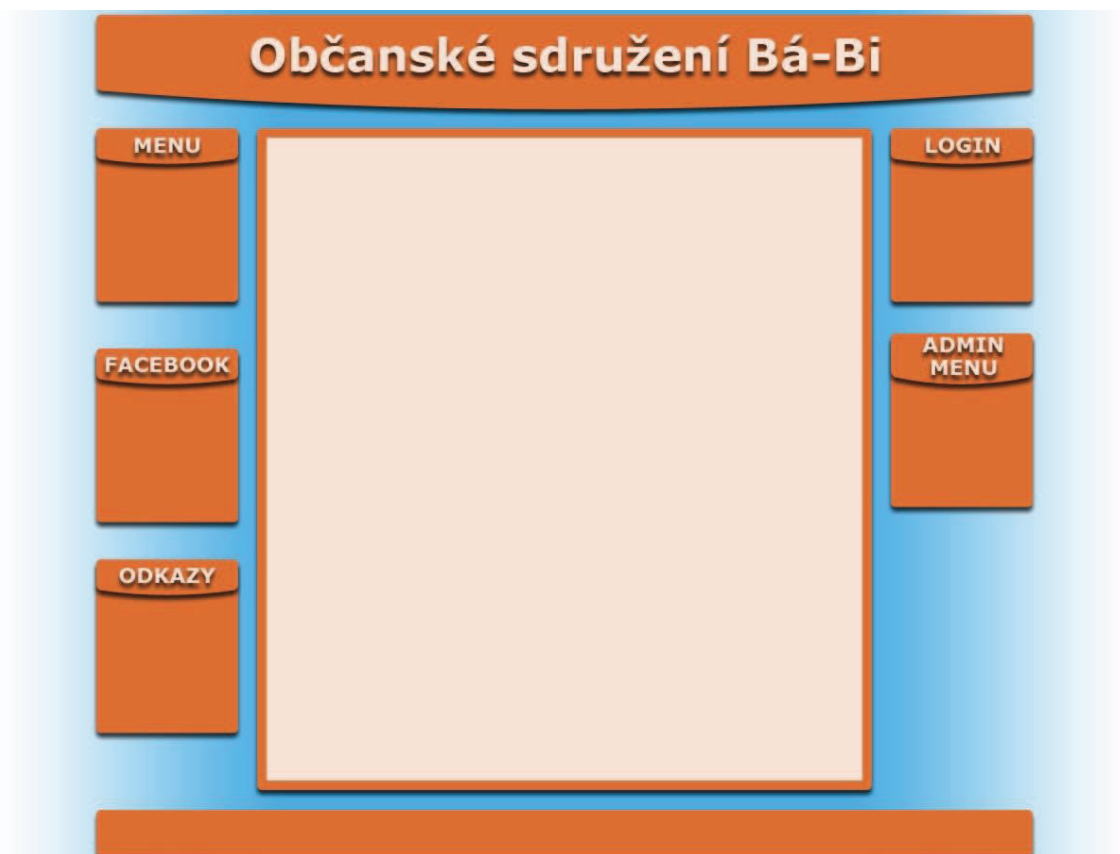 Občanské sdružení Bá-Bi
MENU
LOGIN
ADMIN
MENU
FACEBOOK
ODKAZY